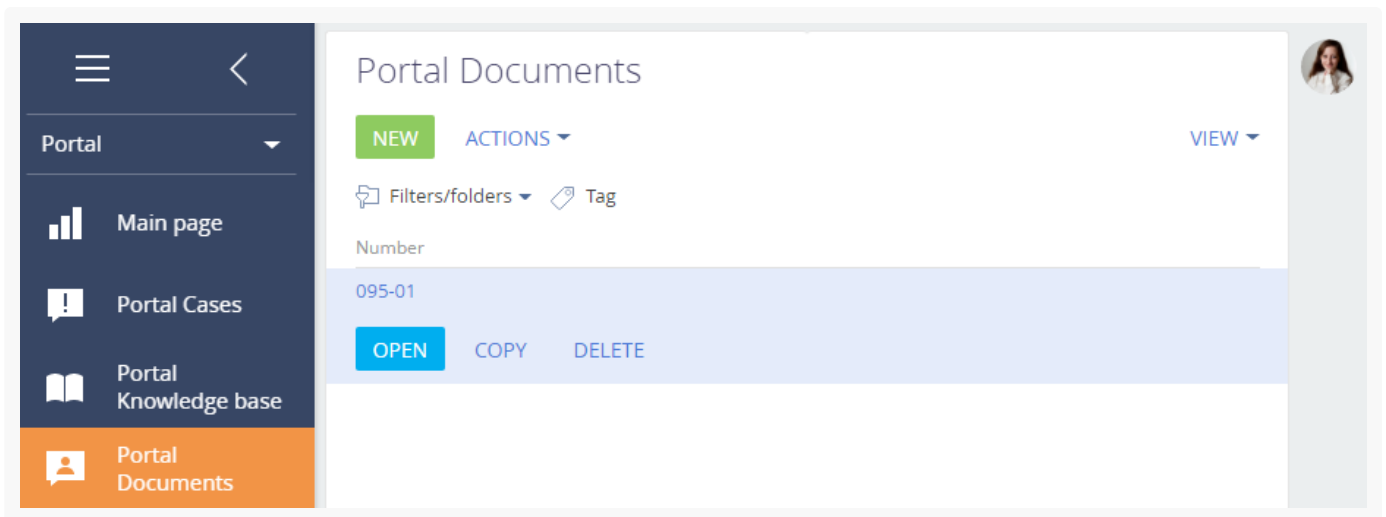 Portal
Main page
Portal Cases
Portal
Knowledge base
Portal
Documents
Portal Documents
NEW ACTIONS VIEW
Filters/folders Tag
Number
095-01
OPEN COPY DELETE